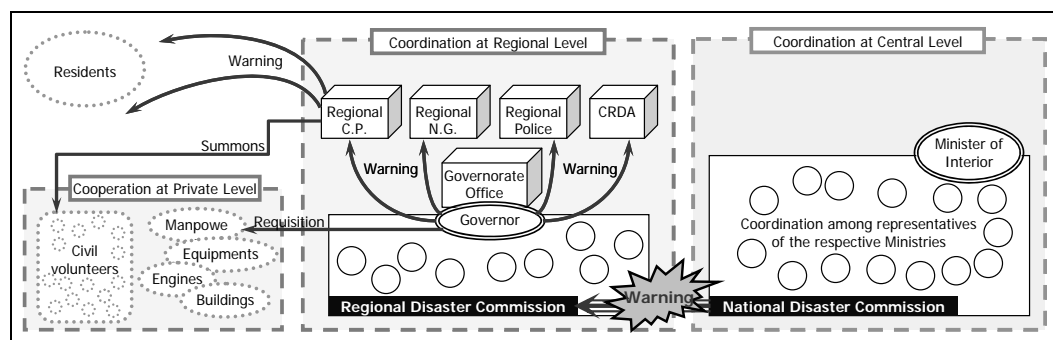 Coordination at Regional Level
Coordination at Central Level
Residents
Warning
Regional
C.P.
Regional
N.G.
Regional
Police
CRDA
Summons
Warning
Warning
Governorate
Office
Minister of
Interior
Cooperation at Private Level
Requisition
Governor
Manpowe
Civil
volunteers
Equipments
Engines
Buildings
Coordination among representatives
of the respective Ministries
Warning
Regional Disaster Commission
National Disaster Commission